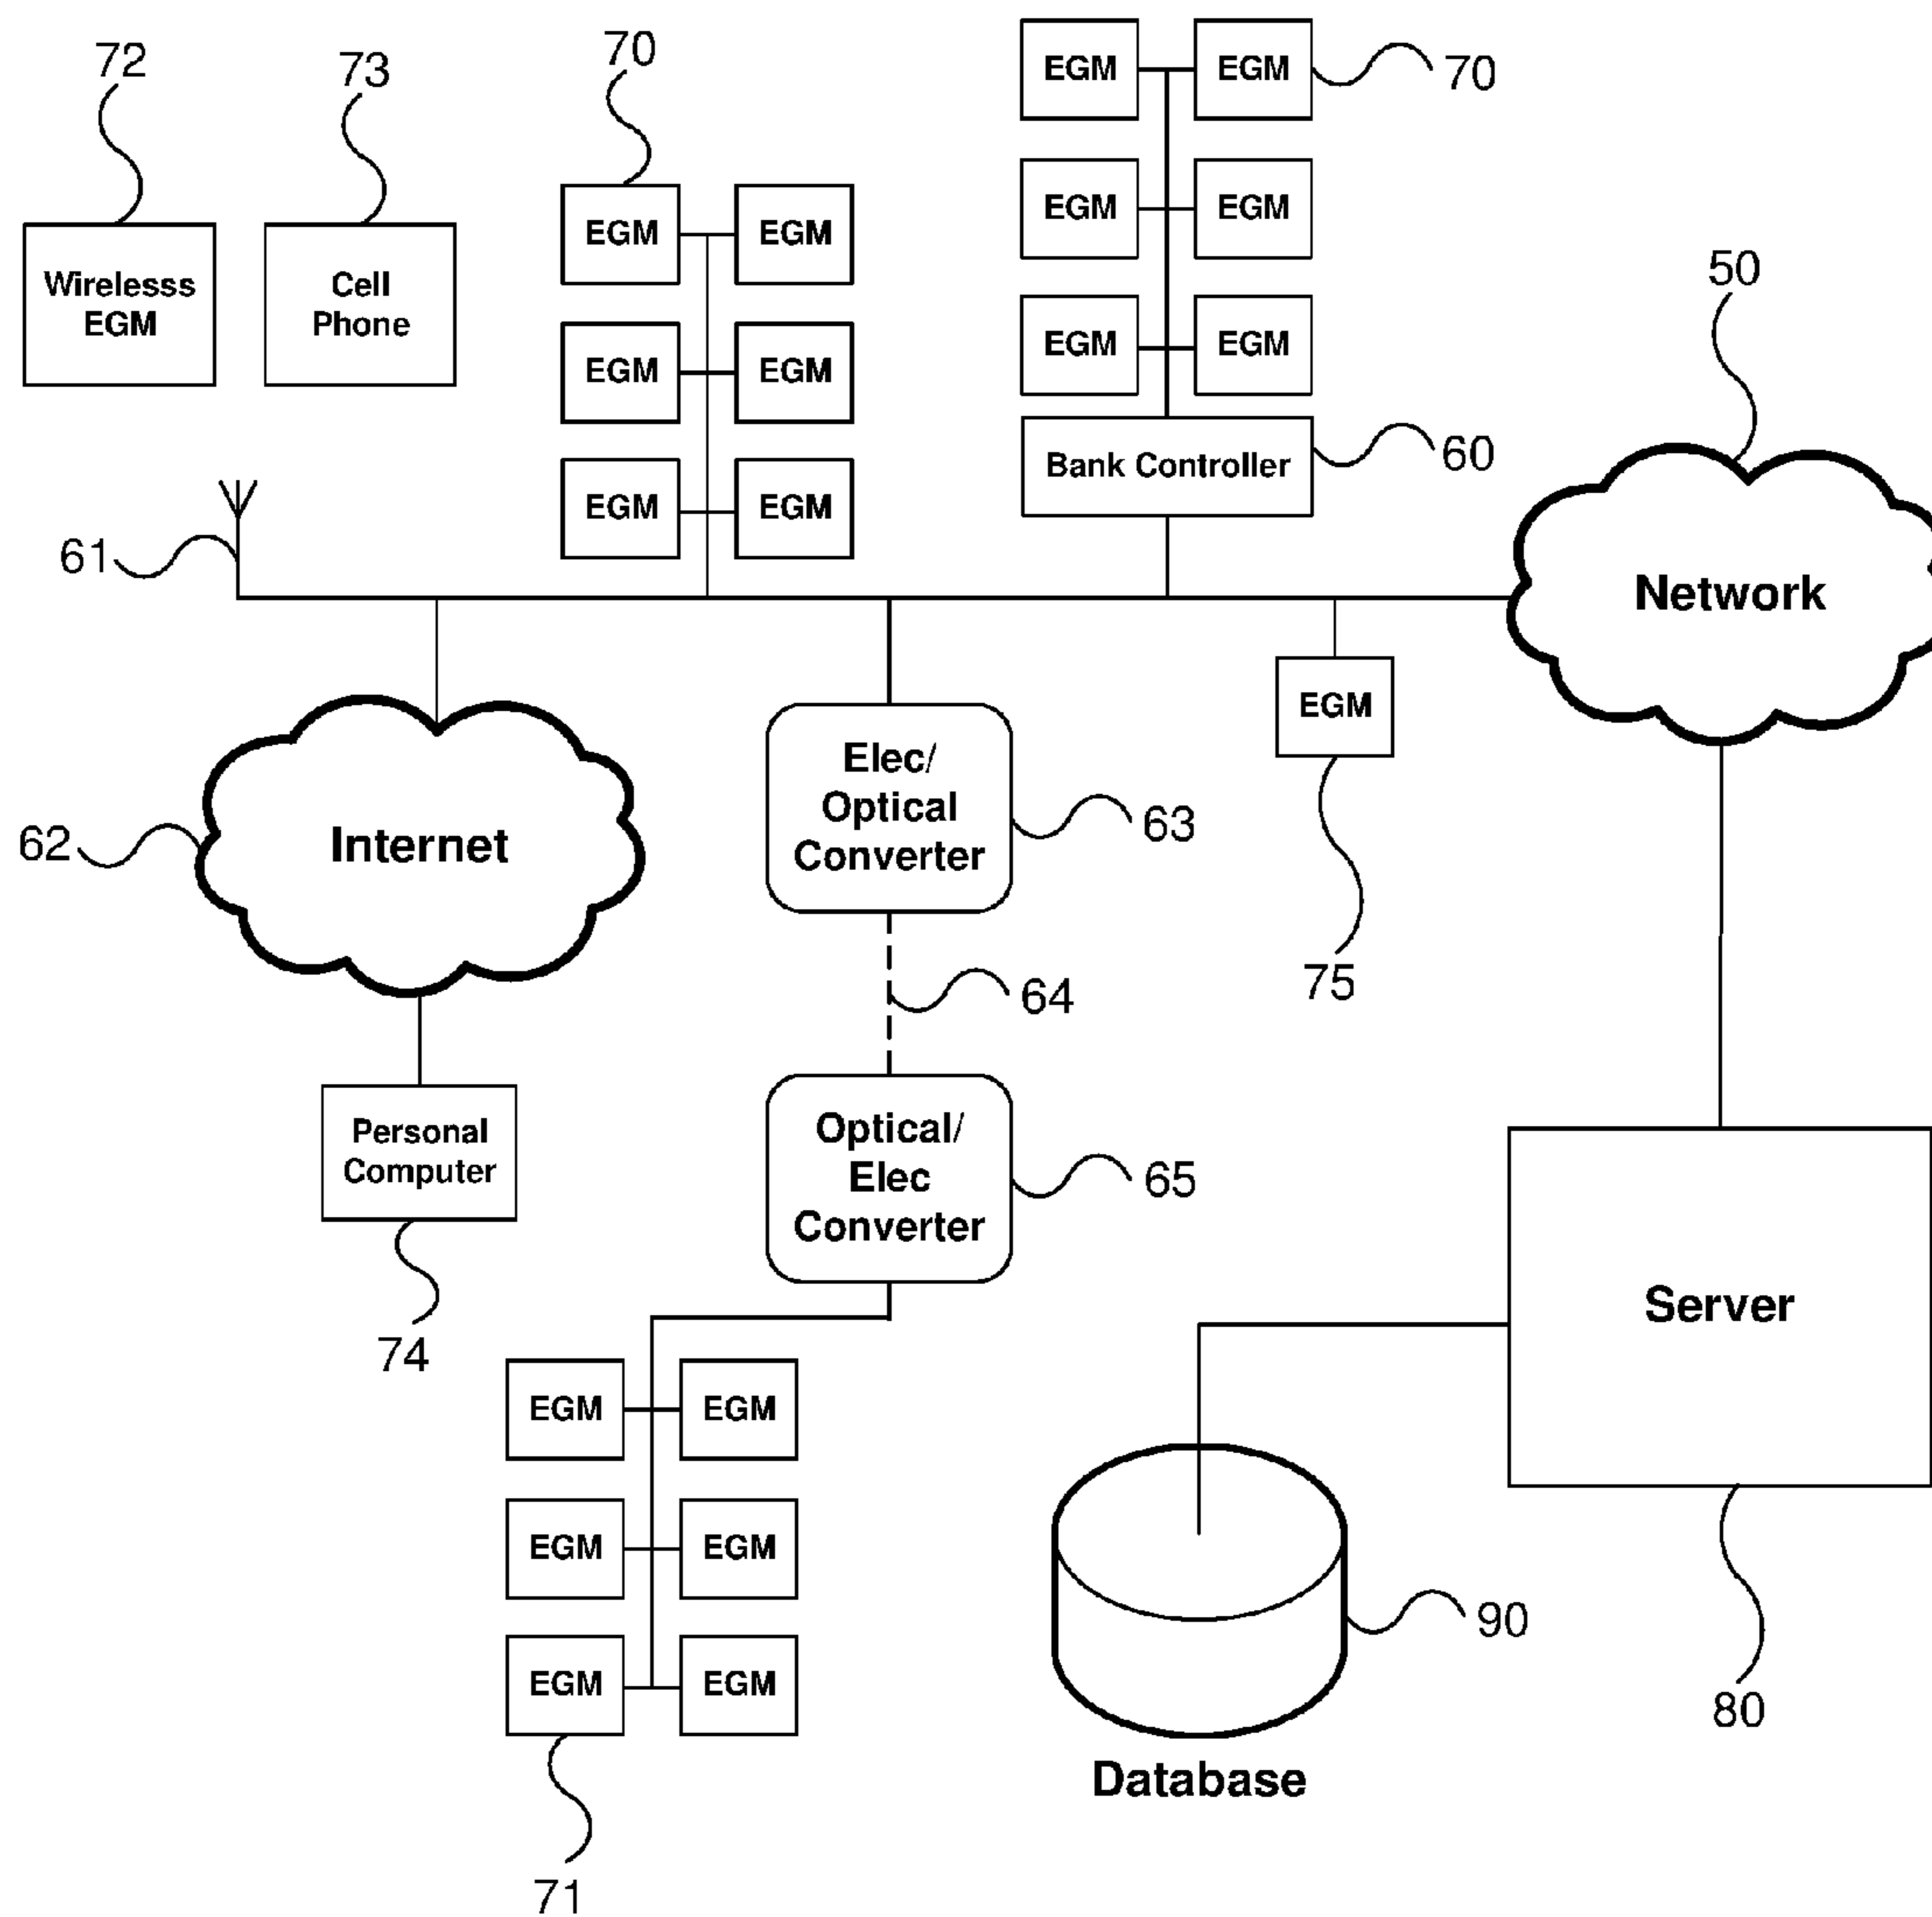 72
73
70
EGM
EGM
70
Wirelesss
EGM
Cell
Phone
EGM
EGM
EGM
EGM
EGM
EGM
EGM
EGM
EGM
EGM
Bank Controller
60
50
61
Network
62
Internet
Elec/
Optical
Converter
63
EGM
75
64
Personal
Computer
74
Optical/
Elec
Converter
65
Server
80
EGM
EGM
EGM
EGM
EGM
EGM
71
90
Database